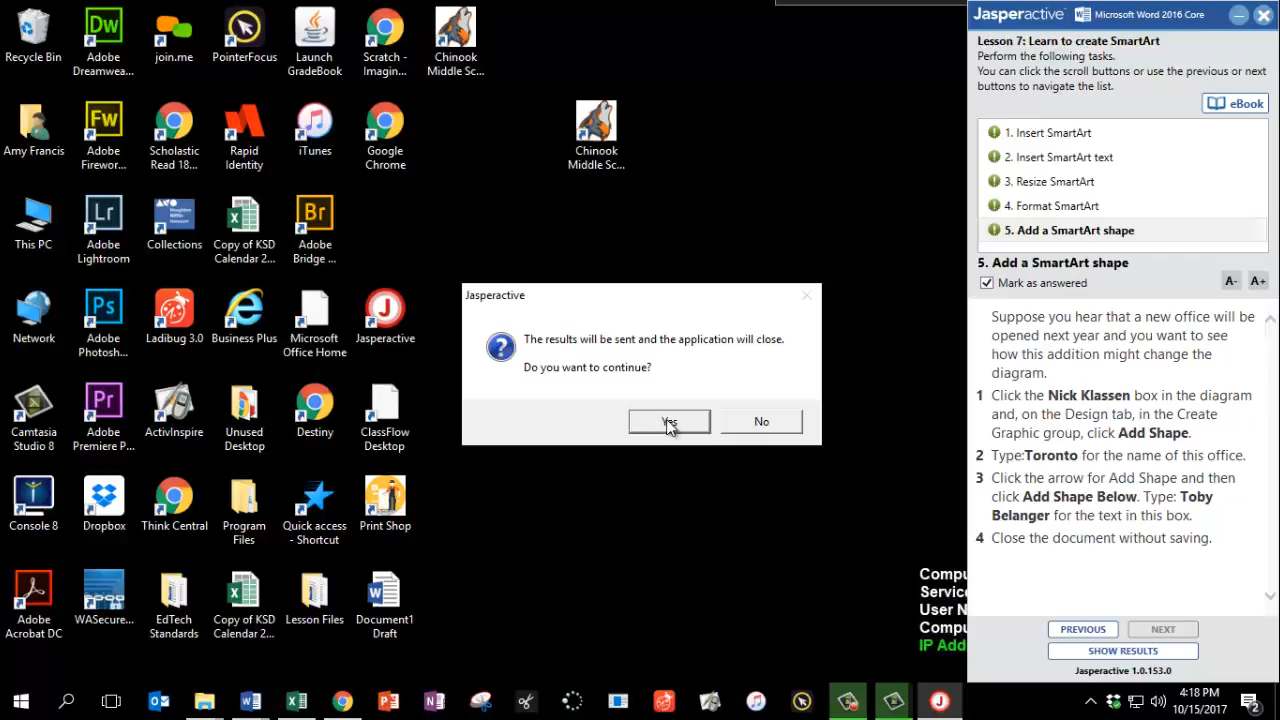 Recycle Bin
Adobe
Dreamwea...
join.me
PointerFocus
Launch
GradeBook
Scratch -
Imagin...
Chinook
Middle Sc...
Amy Francis
Adobe
Firewor...
Scholastic
Read 18...
Rapid
Identity
iTunes
Google
Chrome
Chinook
Middle Sc...
This PC
Adobe
Lightroom
Collections
Copy of KSD
Calendar 2...
Adobe
Bridge ...
Network
Adobe
Photosh...
Ladibug 3.0
Business Plus
Microsoft
Office Home
Jasperactive
Camtasia
Studio 8
Adobe
Premiere P...
ActivInspire
Unused
Desktop
Destiny
ClassFlow
Desktop
Console 8
Dropbox
Think Central
Program
Files
Quick access
- Shortcut
Print Shop
Adobe
Acrobat DC
WASecure...
EdTech
Standards
Copy of KSD
Calendar 2...
Lesson Files
Document1
Draft
Jasperactive
The results will be sent and the application will close.
Do you want to continue?
Yes
No
Compu
Service
User N
Compu
IP Add
Jasperactive Microsoft Word 2016 Core
Lesson 7: Learn to create SmartArt
Perform the following tasks.
You can click the scroll buttons or use the previous or next
buttons to navigate the list.
eBook
1. Insert SmartArt
2. Insert SmartArt text
3. Resize SmartArt
4. Format SmartArt
5. Add a SmartArt shape
5. Add a SmartArt shape
Mark as answered
A- A+
Suppose you hear that a new office will be
opened next year and you want to see
how this addition might change the
diagram.
1 Click the Nick Klassen box in the diagram
and, on the Design tab, in the Create
Graphic group, click Add Shape.
2 Type:Toronto for the name of this office.
3 Click the arrow for Add Shape and then
click Add Shape Below. Type: Toby
Belanger for the text in this box.
4 Close the document without saving.
PREVIOUS NEXT
SHOW RESULTS
Jasperactive 1.0.153.0
4:18 PM
10/15/2017
2